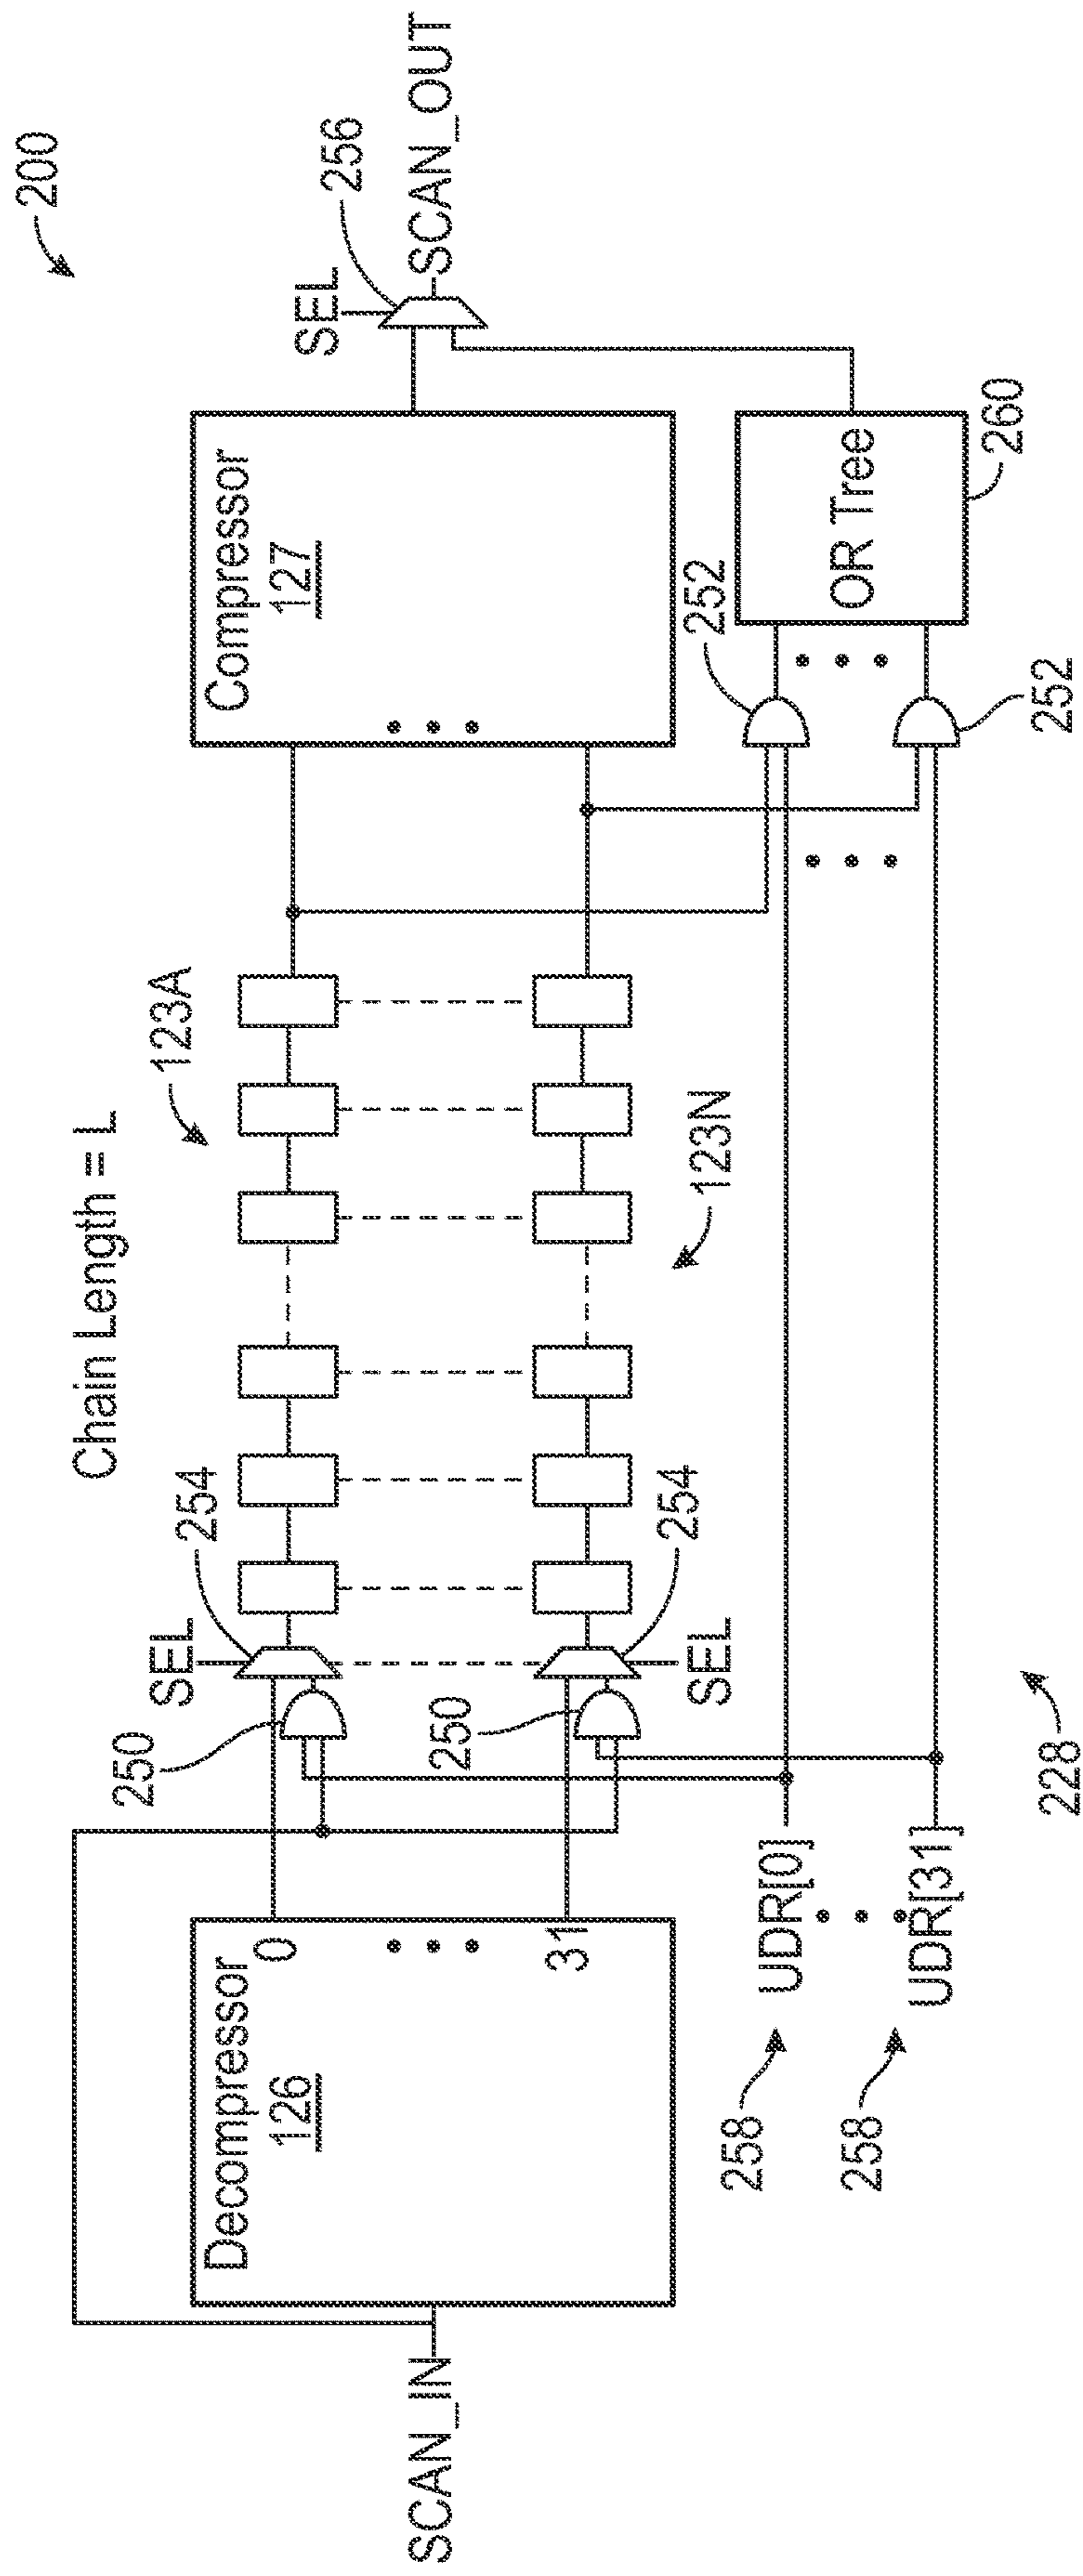 200
Chain Length = L
123A
256
SEL
SCAN_OUT
SEL
254
250
Decompressor
126
0
31
Compressor
127
SCAN_IN
250
254
SEL
123N
252
OR Tree
260
252
258
UDR[0]
258
UDR[31]
228